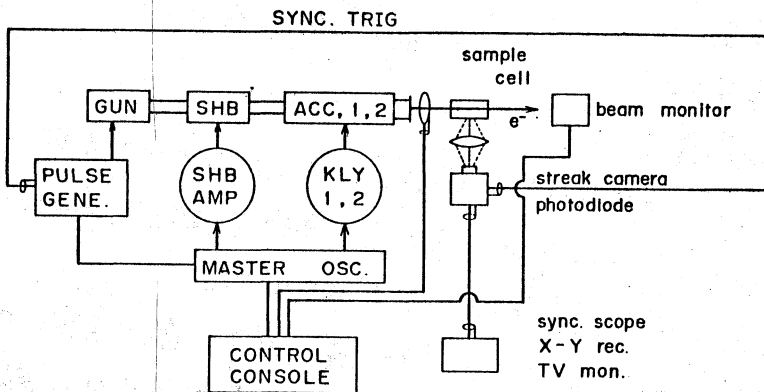 SYNC. TRIG
sample
cell
GUN
SHB
ACC, 1, 2
e⁻
beam monitor
PULSE
GENE.
SHB
AMP
KLY
1, 2
streak camera
photodiode
MASTER OSC.
CONTROL
CONSOLE
sync. scope
X-Y rec.
TV mon.